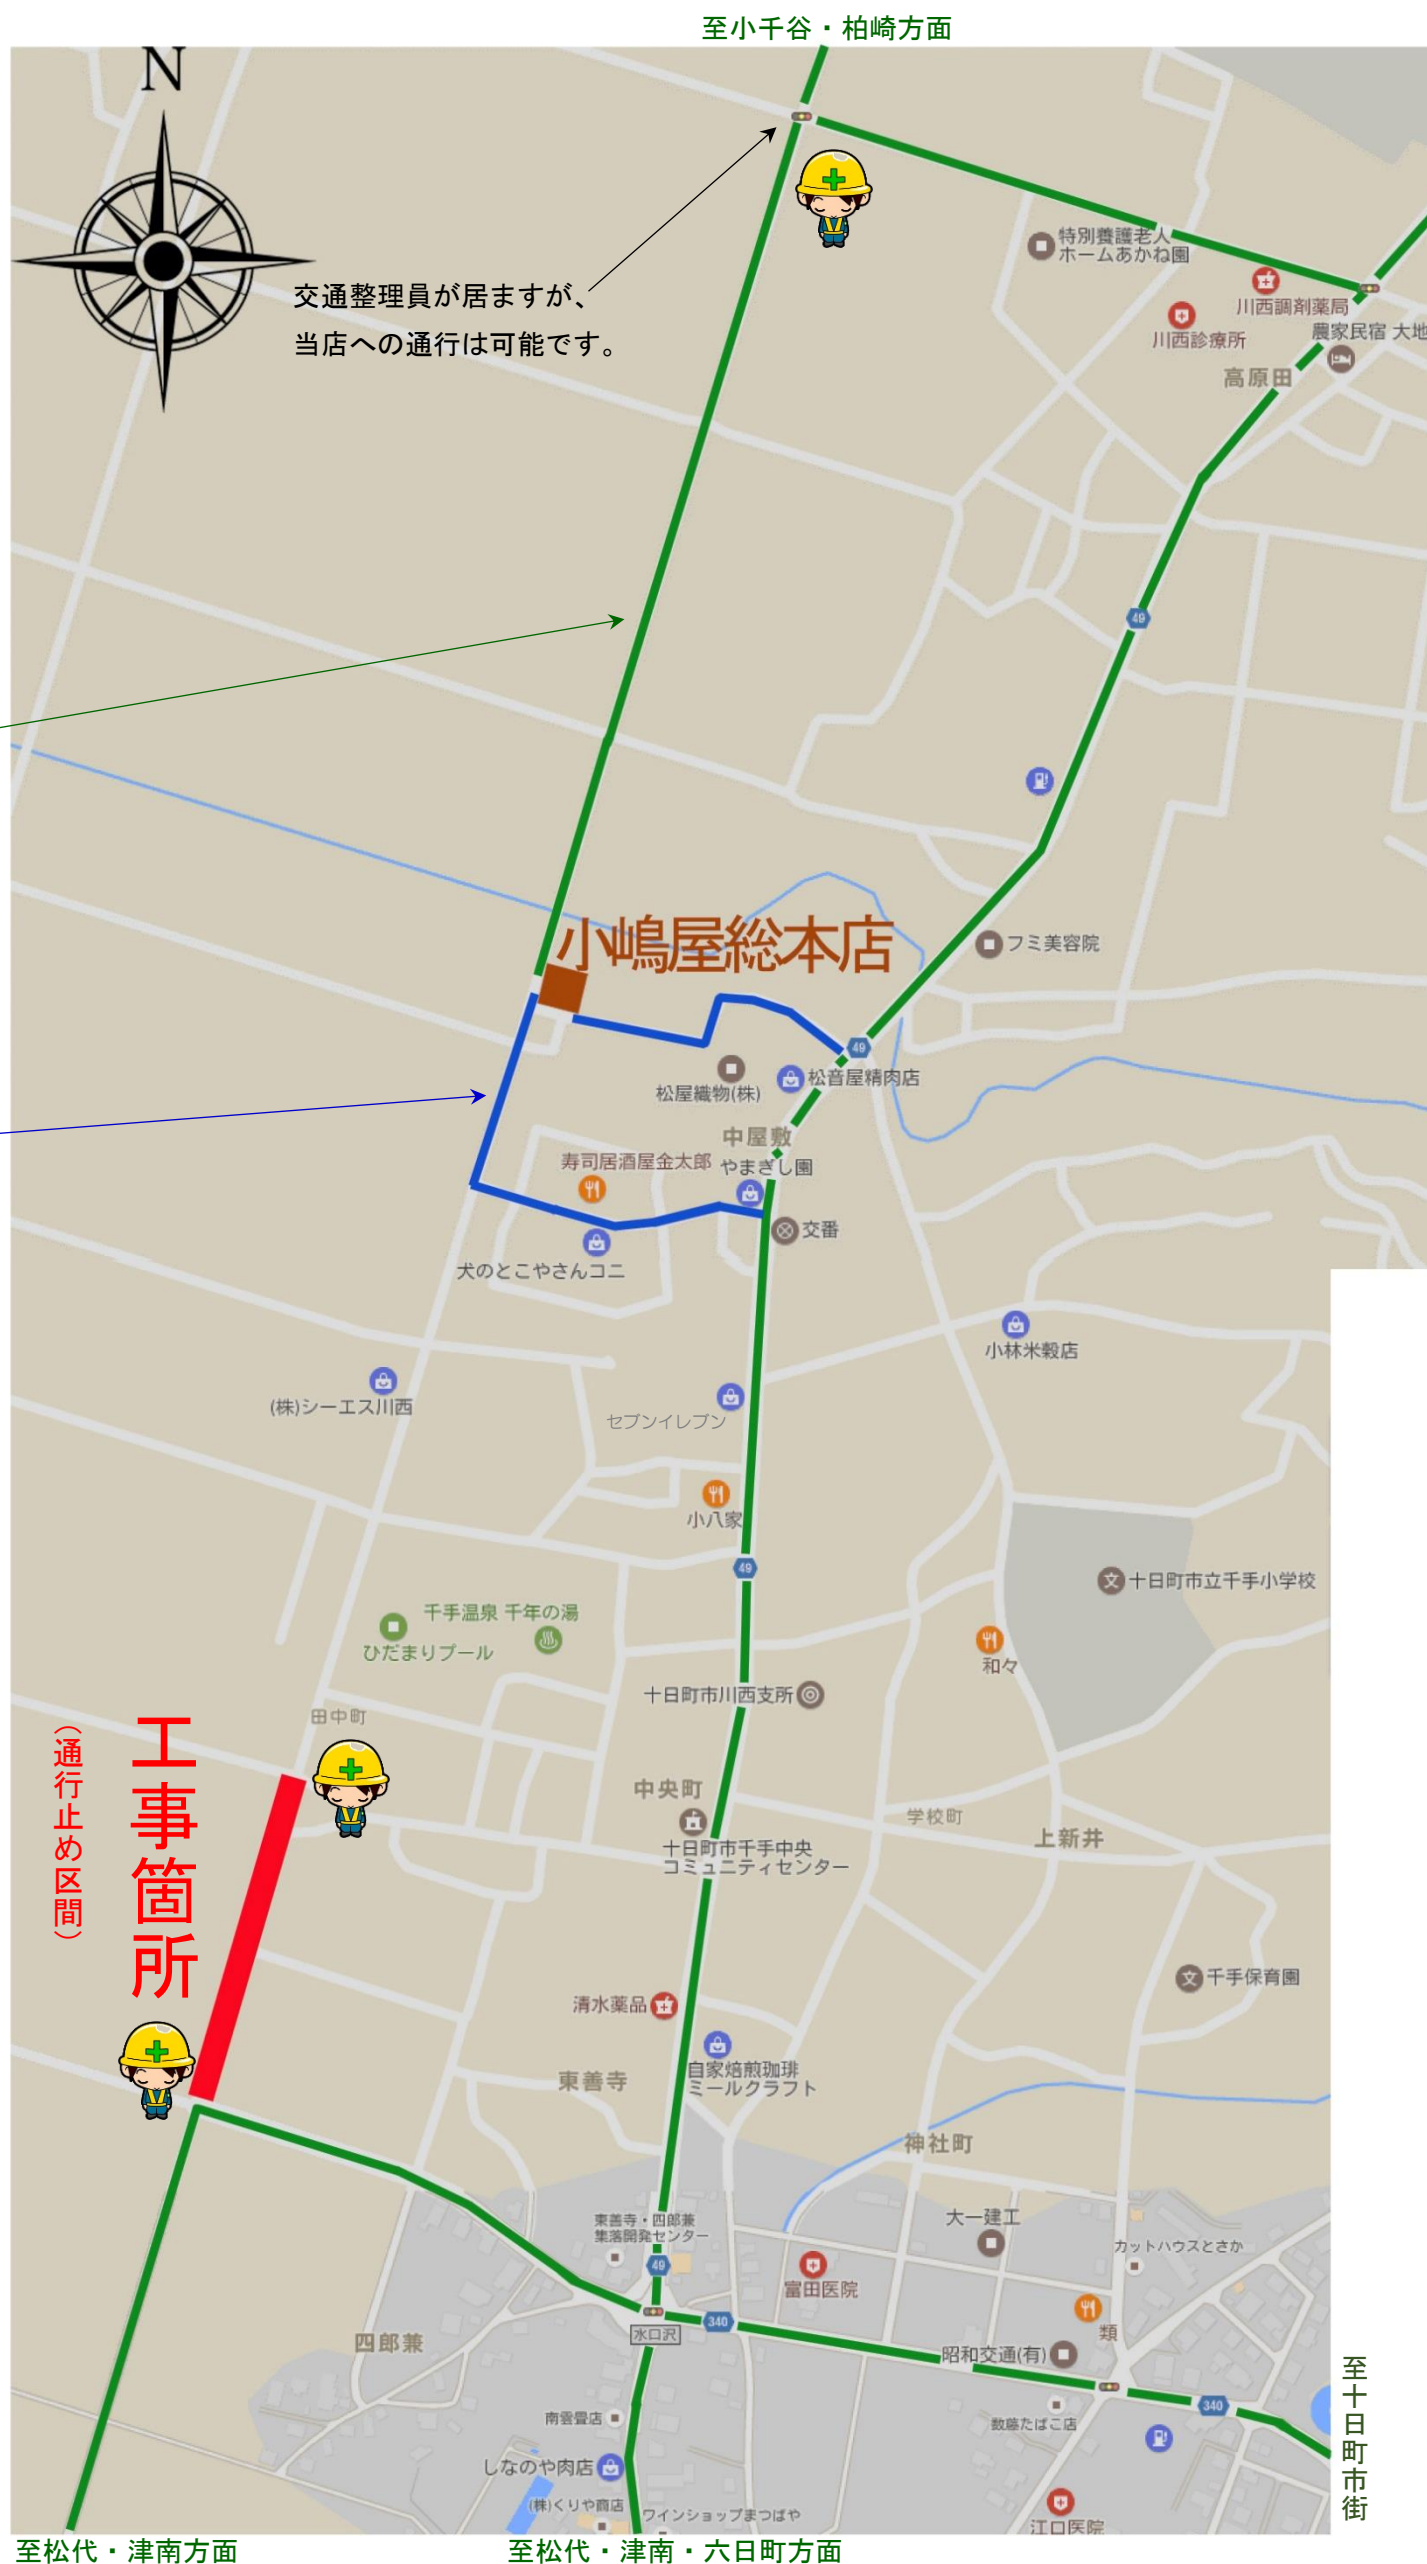 至小千谷・柏崎方面
N
交通整理員が居ますが、
当店への通行は可能です。
特別養護老人
ホームあかね園
川西調剤薬局
川西診療所
農家民宿 大地
高原田
49
小嶋屋総本店
フミ美容院
49
松屋織物(株)
松音屋精肉店
中屋敷
寿司居酒屋金太郎
やまぎし園
交番
犬のとこやさんコニ
小林米穀店
(株)シーエス川西
セブンイレブン
小八家
49
文
十日町市立千手小学校
千手温泉 千年の湯
ひだまりプール
和々
十日町市川西支所
田中町
工事箇所
（通行止め区間）
中央町
学校町
上新井
十日町市千手中央
コミュニティセンター
文
千手保育園
清水薬品
自家焙煎珈琲
ミールクラフト
東善寺
神社町
東善寺・四郎兼
集落開発センター
大一建工
カットハウスとさか
49
富田医院
類
340
水口沢
四郎兼
昭和交通(有)
340
至十日町市街
南雲畳店
数藤たばこ店
しなのや肉店
(株)くりや商店
ワインショップまつばや
江口医院
至松代・津南方面
至松代・津南・六日町方面